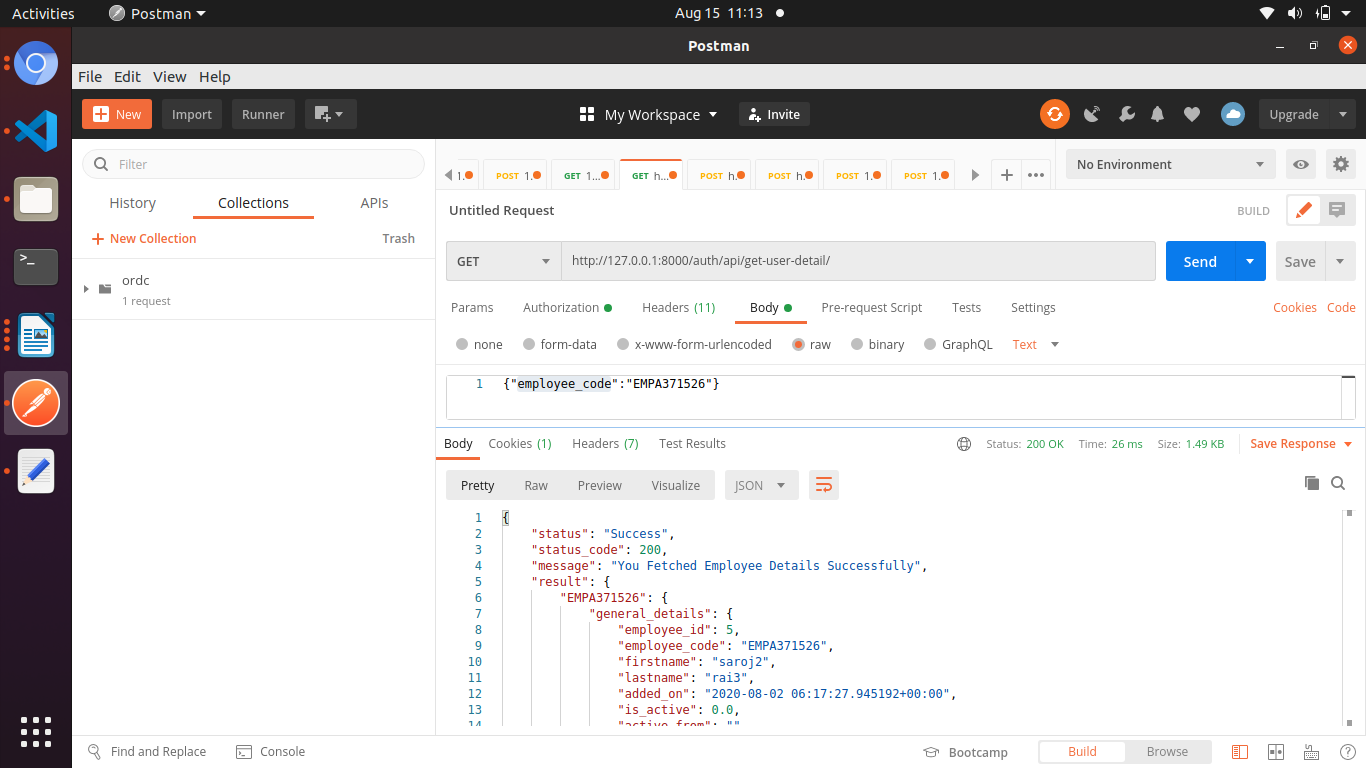 Activities Postman Aug 15 11:13
Postman
File Edit View Help
New Import Runner My Workspace Invite Upgrade
Filter
1. POST 1. GET 1... GET h... POST h. POST h. POST 1. POST 1. No Environment
History Collections APIs
Untitled Request BUILD
New Collection Trash
GET http://127.0.0.1:8000/auth/api/get-user-detail/ Send Save
ordc
1 request
Params Authorization Headers (11) Body Pre-request Script Tests Settings Cookies Code
none form-data x-www-form-urlencoded raw binary GraphQL Text
1 {"employee_code":"EMPA371526"}
Body Cookies (1) Headers (7) Test Results Status: 200 OK Time: 26 ms Size: 1.49 KB Save Response
Pretty Raw Preview Visualize JSON
1 {
2 "status": "Success",
3 "status_code": 200,
4 "message": "You Fetched Employee Details Successfully",
5 "result": {
6 "EMPA371526": {
7 "general_details": {
8 "employee_id": 5,
9 "employee_code": "EMPA371526",
10 "firstname": "saroj2",
11 "lastname": "rai3",
12 "added_on": "2020-08-02 06:17:27.945192+00:00",
13 "is_active": 0.0,
14 "active_from": ""
Find and Replace Console Bootcamp Build Browse